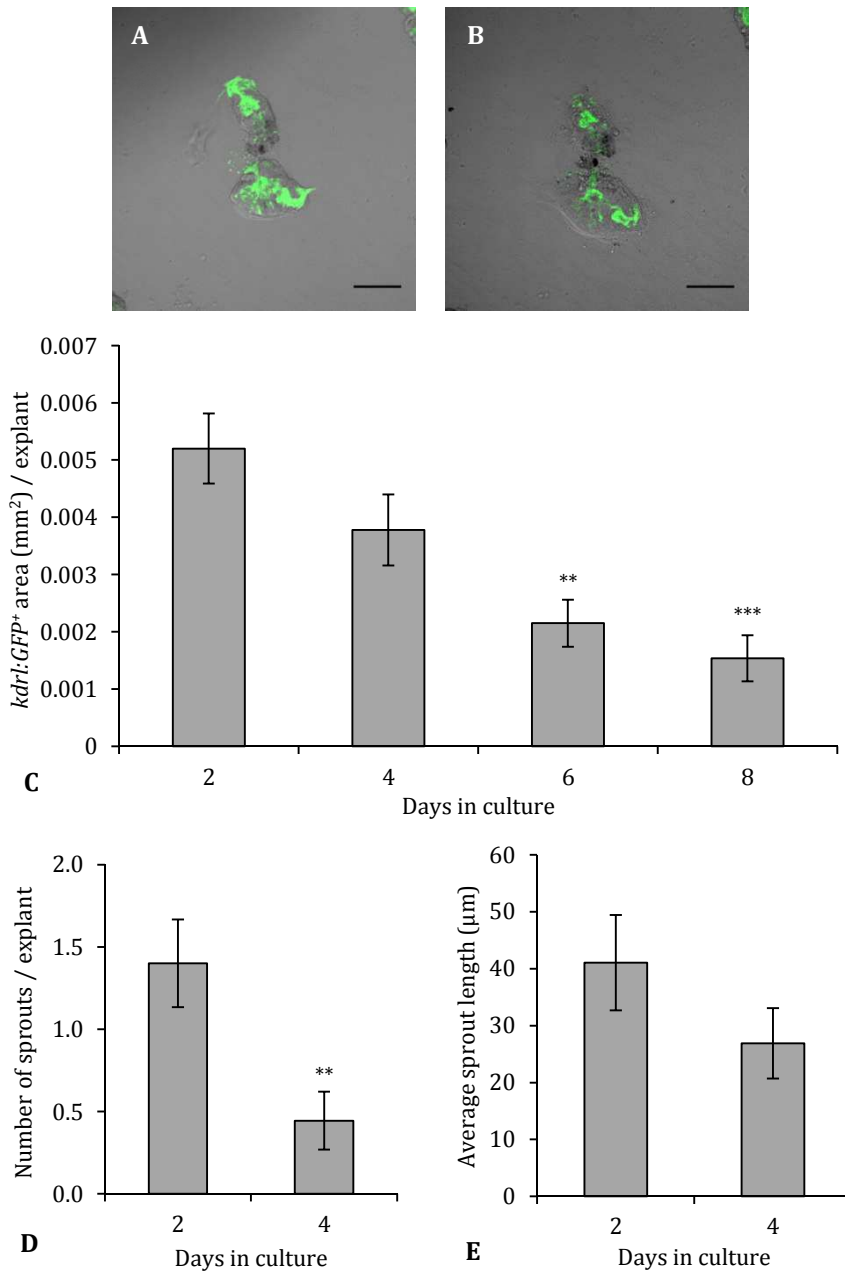 A
B
0.007
0.006
0.005
0.004
0.003
0.002
0.001
0
kdrl:GFP⁺ area (mm²) / explant
**
***
2 4 6 8
C
Days in culture
2.0
1.5
1.0
0.5
0.0
Number of sprouts / explant
**
2 4
D
Days in culture
60
50
40
30
20
10
0
Average sprout length (μm)
2 4
E
Days in culture